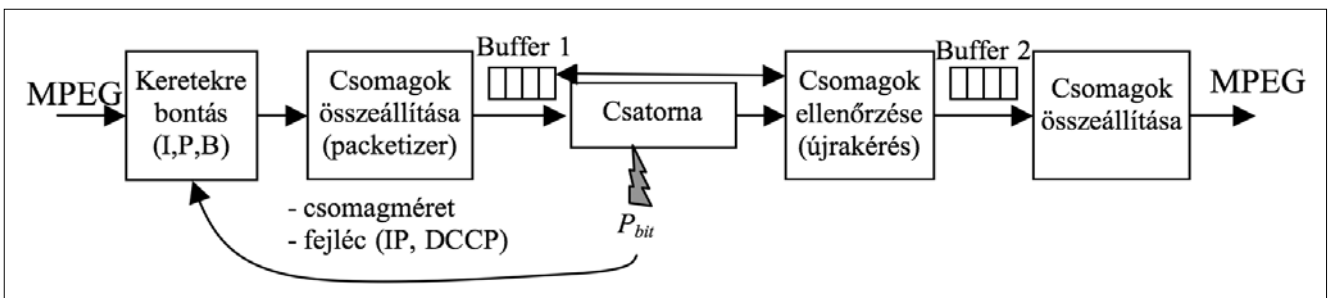 MPEG
Keretekre
bontás
(I,P,B)
Csomagok
összeállítása
(packetizer)
Buffer 1
Csatorna
Csomagok
ellenőrzése
(újrakérés)
Buffer 2
Csomagok
összeállítása
MPEG
- csomagméret
- fejléc (IP, DCCP)
Pbit